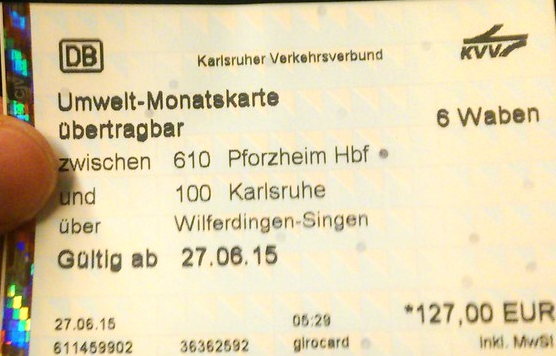 DB Karlsruher Verkehrsverbund KVV
Umwelt-Monatskarte
übertragbar 6 Waben
zwischen 610 Pforzheim Hbf
und 100 Karlsruhe
über Wilferdingen-Singen
Gültig ab 27.06.15
*127,00 EUR
27.06.15 05:29
611459902 36362592 girocard inkl. MwSt